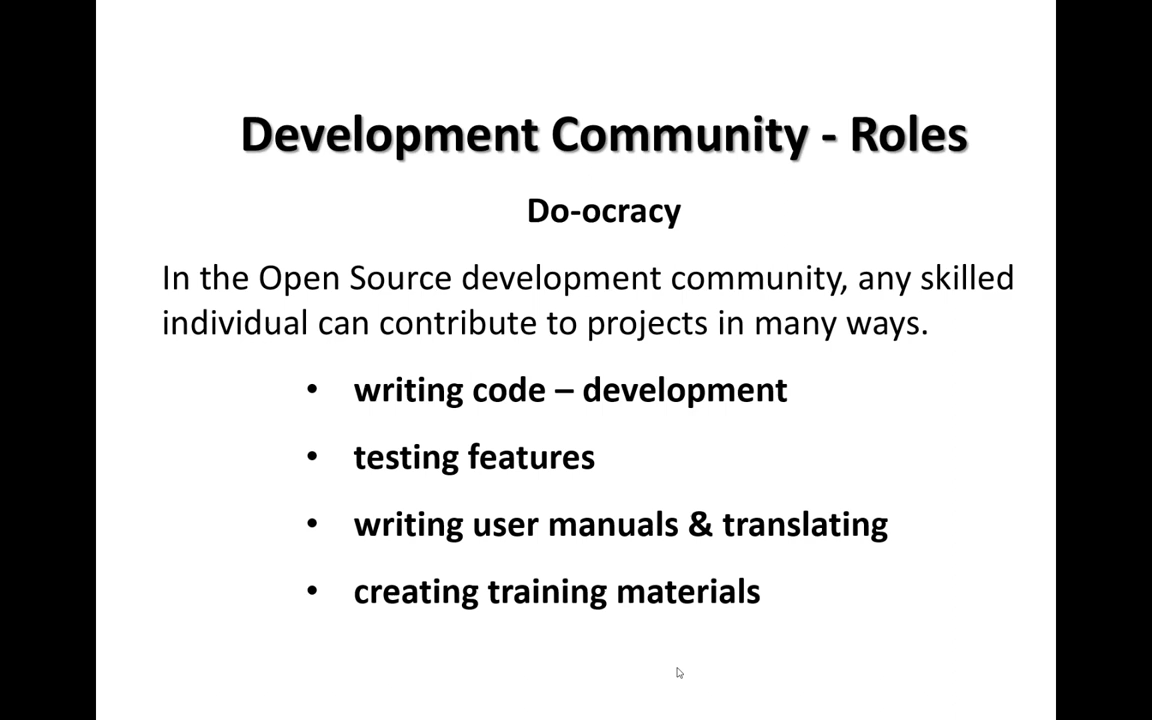 Development Community - Roles
Do-ocracy
In the Open Source development community, any skilled
individual can contribute to projects in many ways.
• writing code – development
• testing features
• writing user manuals & translating
• creating training materials